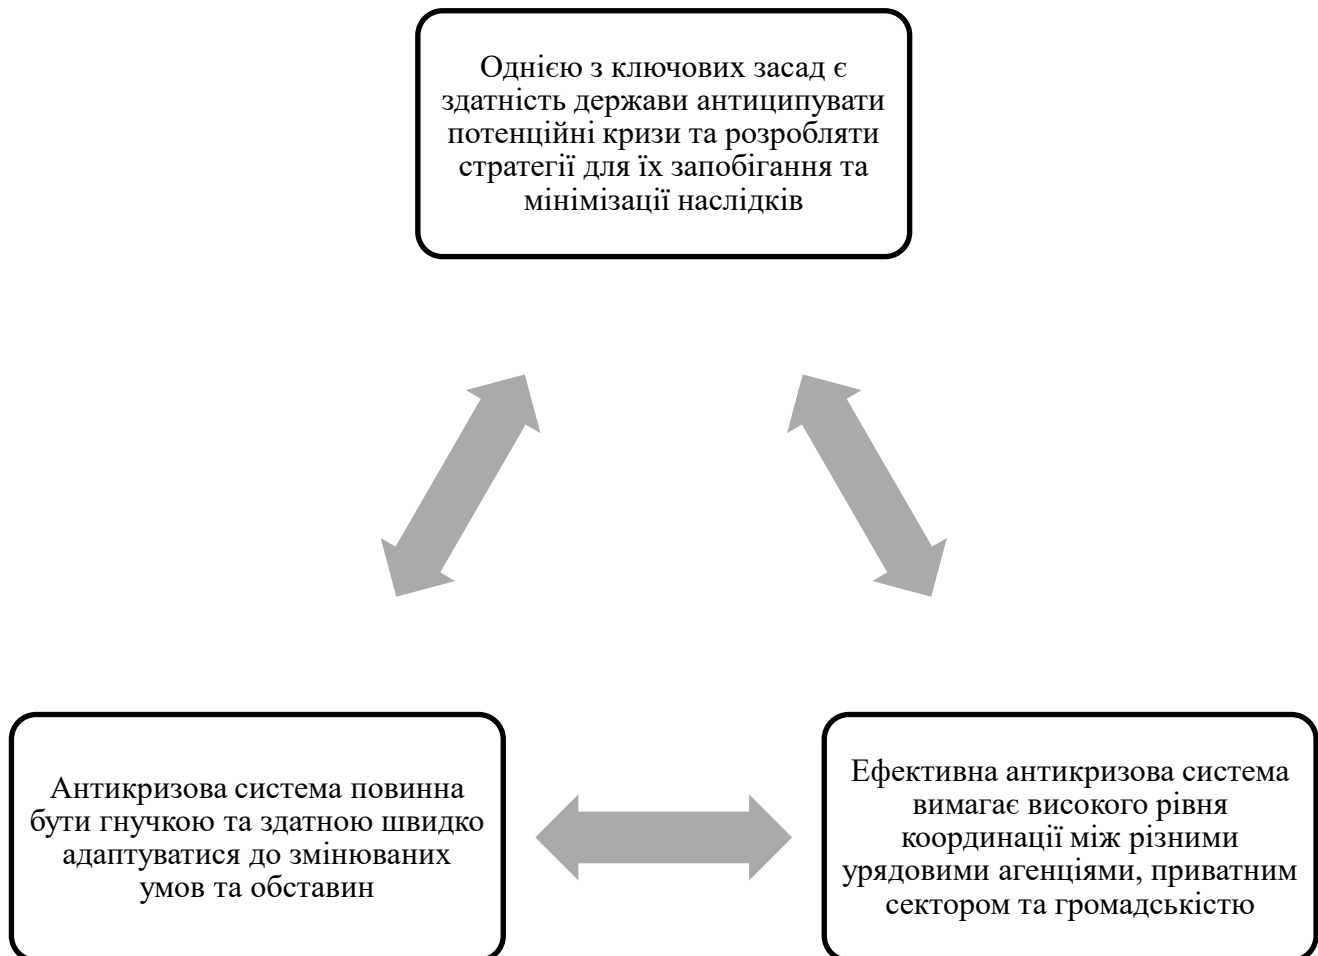 Однією з ключових засад є
здатність держави антиципувати
потенційні кризи та розробляти
стратегії для їх запобігання та
мінімізації наслідків
Антикризова система повинна
бути гнучкою та здатною швидко
адаптуватися до змінюваних
умов та обставин
Ефективна антикризова система
вимагає високого рівня
координації між різними
урядовими агенціями, приватним
сектором та громадськістю